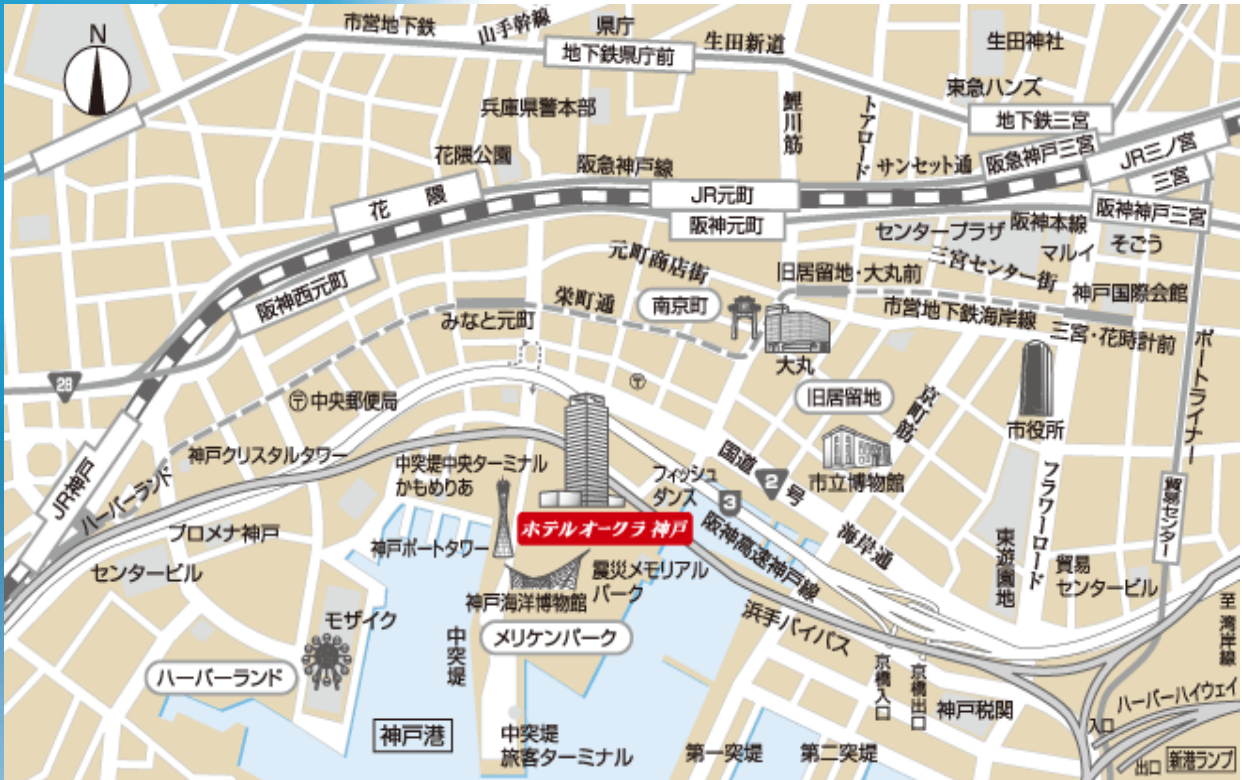 N
市営地下鉄
山手幹線
県庁
地下鉄県庁前
生田新道
生田神社
東急ハンズ
地下鉄三宮
兵庫県警本部
鯉川筋
トアロード
花隈公園
阪急神戸線
サンセット通
阪急神戸三宮
JR三ノ宮
三宮
花隈
JR元町
阪神元町
阪神神戸三宮
阪神本線
センタープラザ
マルイ
そごう
三宮センター街
元町商店街
旧居留地・大丸前
神戸国際会館
阪神西元町
栄町通
南京町
市営地下鉄海岸線
三宮・花時計前
みなと元町
大丸
ポートライナー
28
〒中央郵便局
〒
旧居留地
京町筋
市役所
神戸クリスタルタワー
中突堤中央ターミナル
かもめりあ
フィッシュ
ダンス
国道2号
市立博物館
フラワーロード
貿易センター
JR神戸
ハーバーランド
3
阪神高速神戸線
海岸通
プロメナ神戸
神戸ポートタワー
ホテルオークラ 神戸
東遊園地
貿易
センタービル
センタービル
震災メモリアル
パーク
神戸海洋博物館
浜手バイパス
至湾岸線
モザイク
中突堤
メリケンパーク
ハーバーランド
京橋入口
京橋出口
神戸税関
ハーバーハイウェイ
入口
神戸港
中突堤
旅客ターミナル
第一突堤
第二突堤
出口
新港ランプ